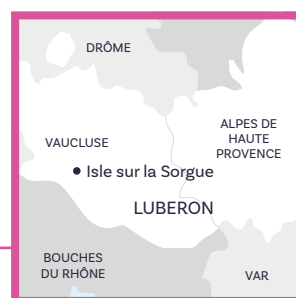 DRÔME
ALPES DE
HAUTE
PROVENCE
VAUCLUSE
Isle sur la Sorgue
LUBERON
BOUCHES
DU RHÔNE
VAR